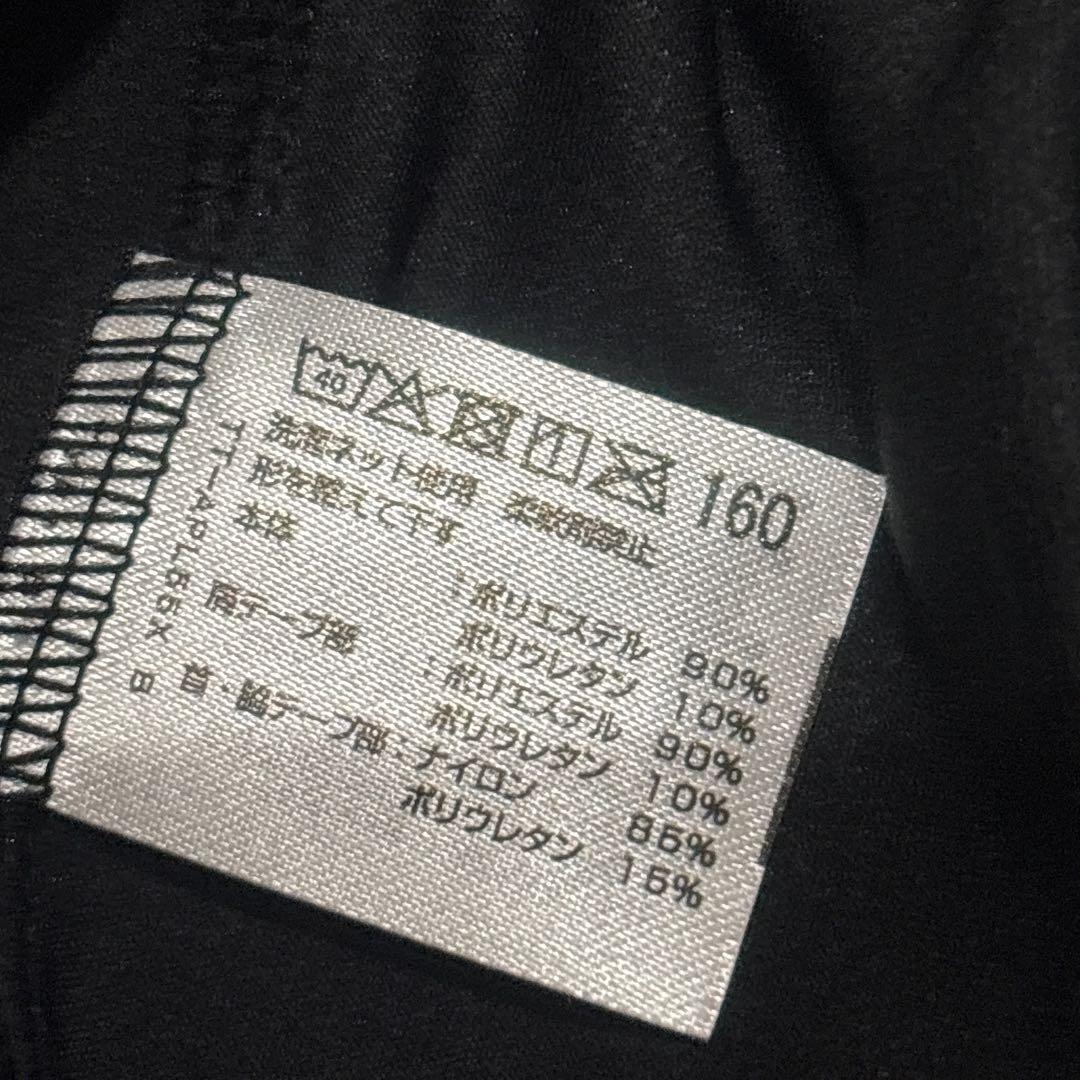 40
160
洗濯ネット使用 柔軟剤禁止
形を整えて干す
本体 :ポリエステル 90%
ポリウレタン 10%
肩テープ部 :ポリエステル 90%
ポリウレタン 10%
首・脇テープ部:ナイロン 85%
ポリウレタン 15%